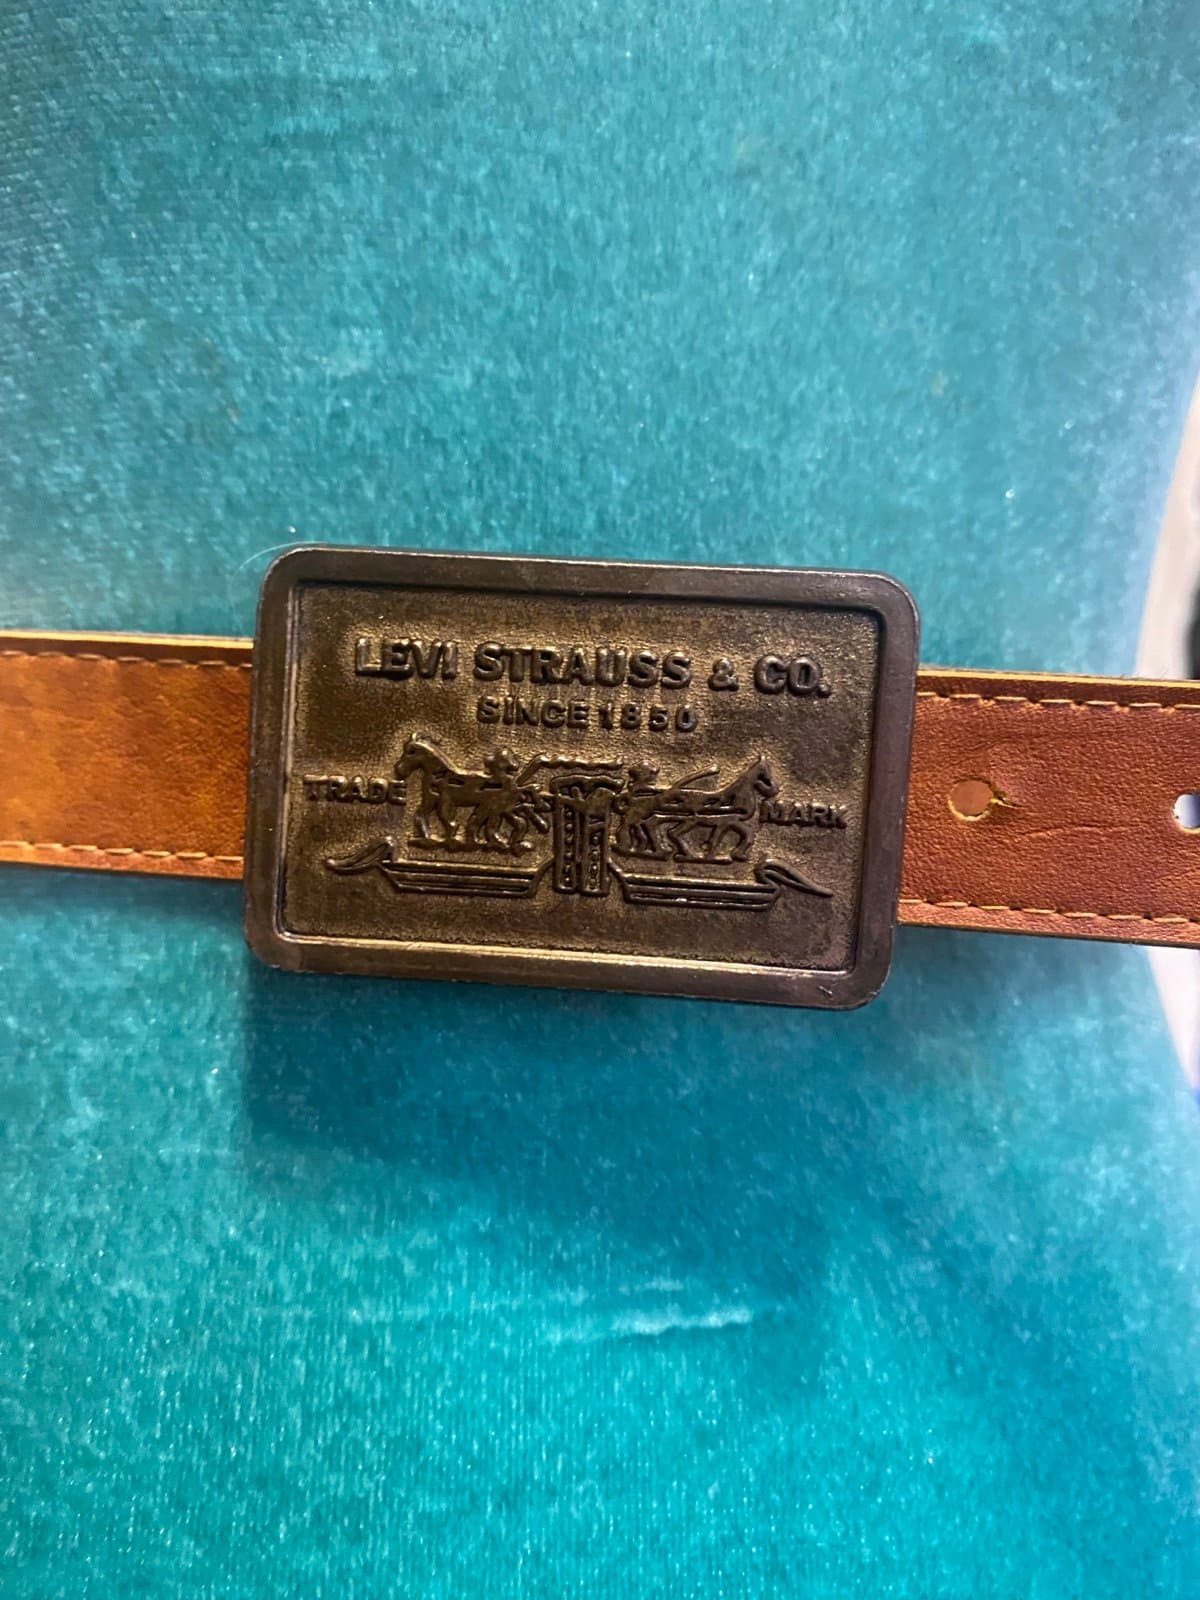 LEVI STRAUSS & CO.
SINCE 1850
TRADE MARK